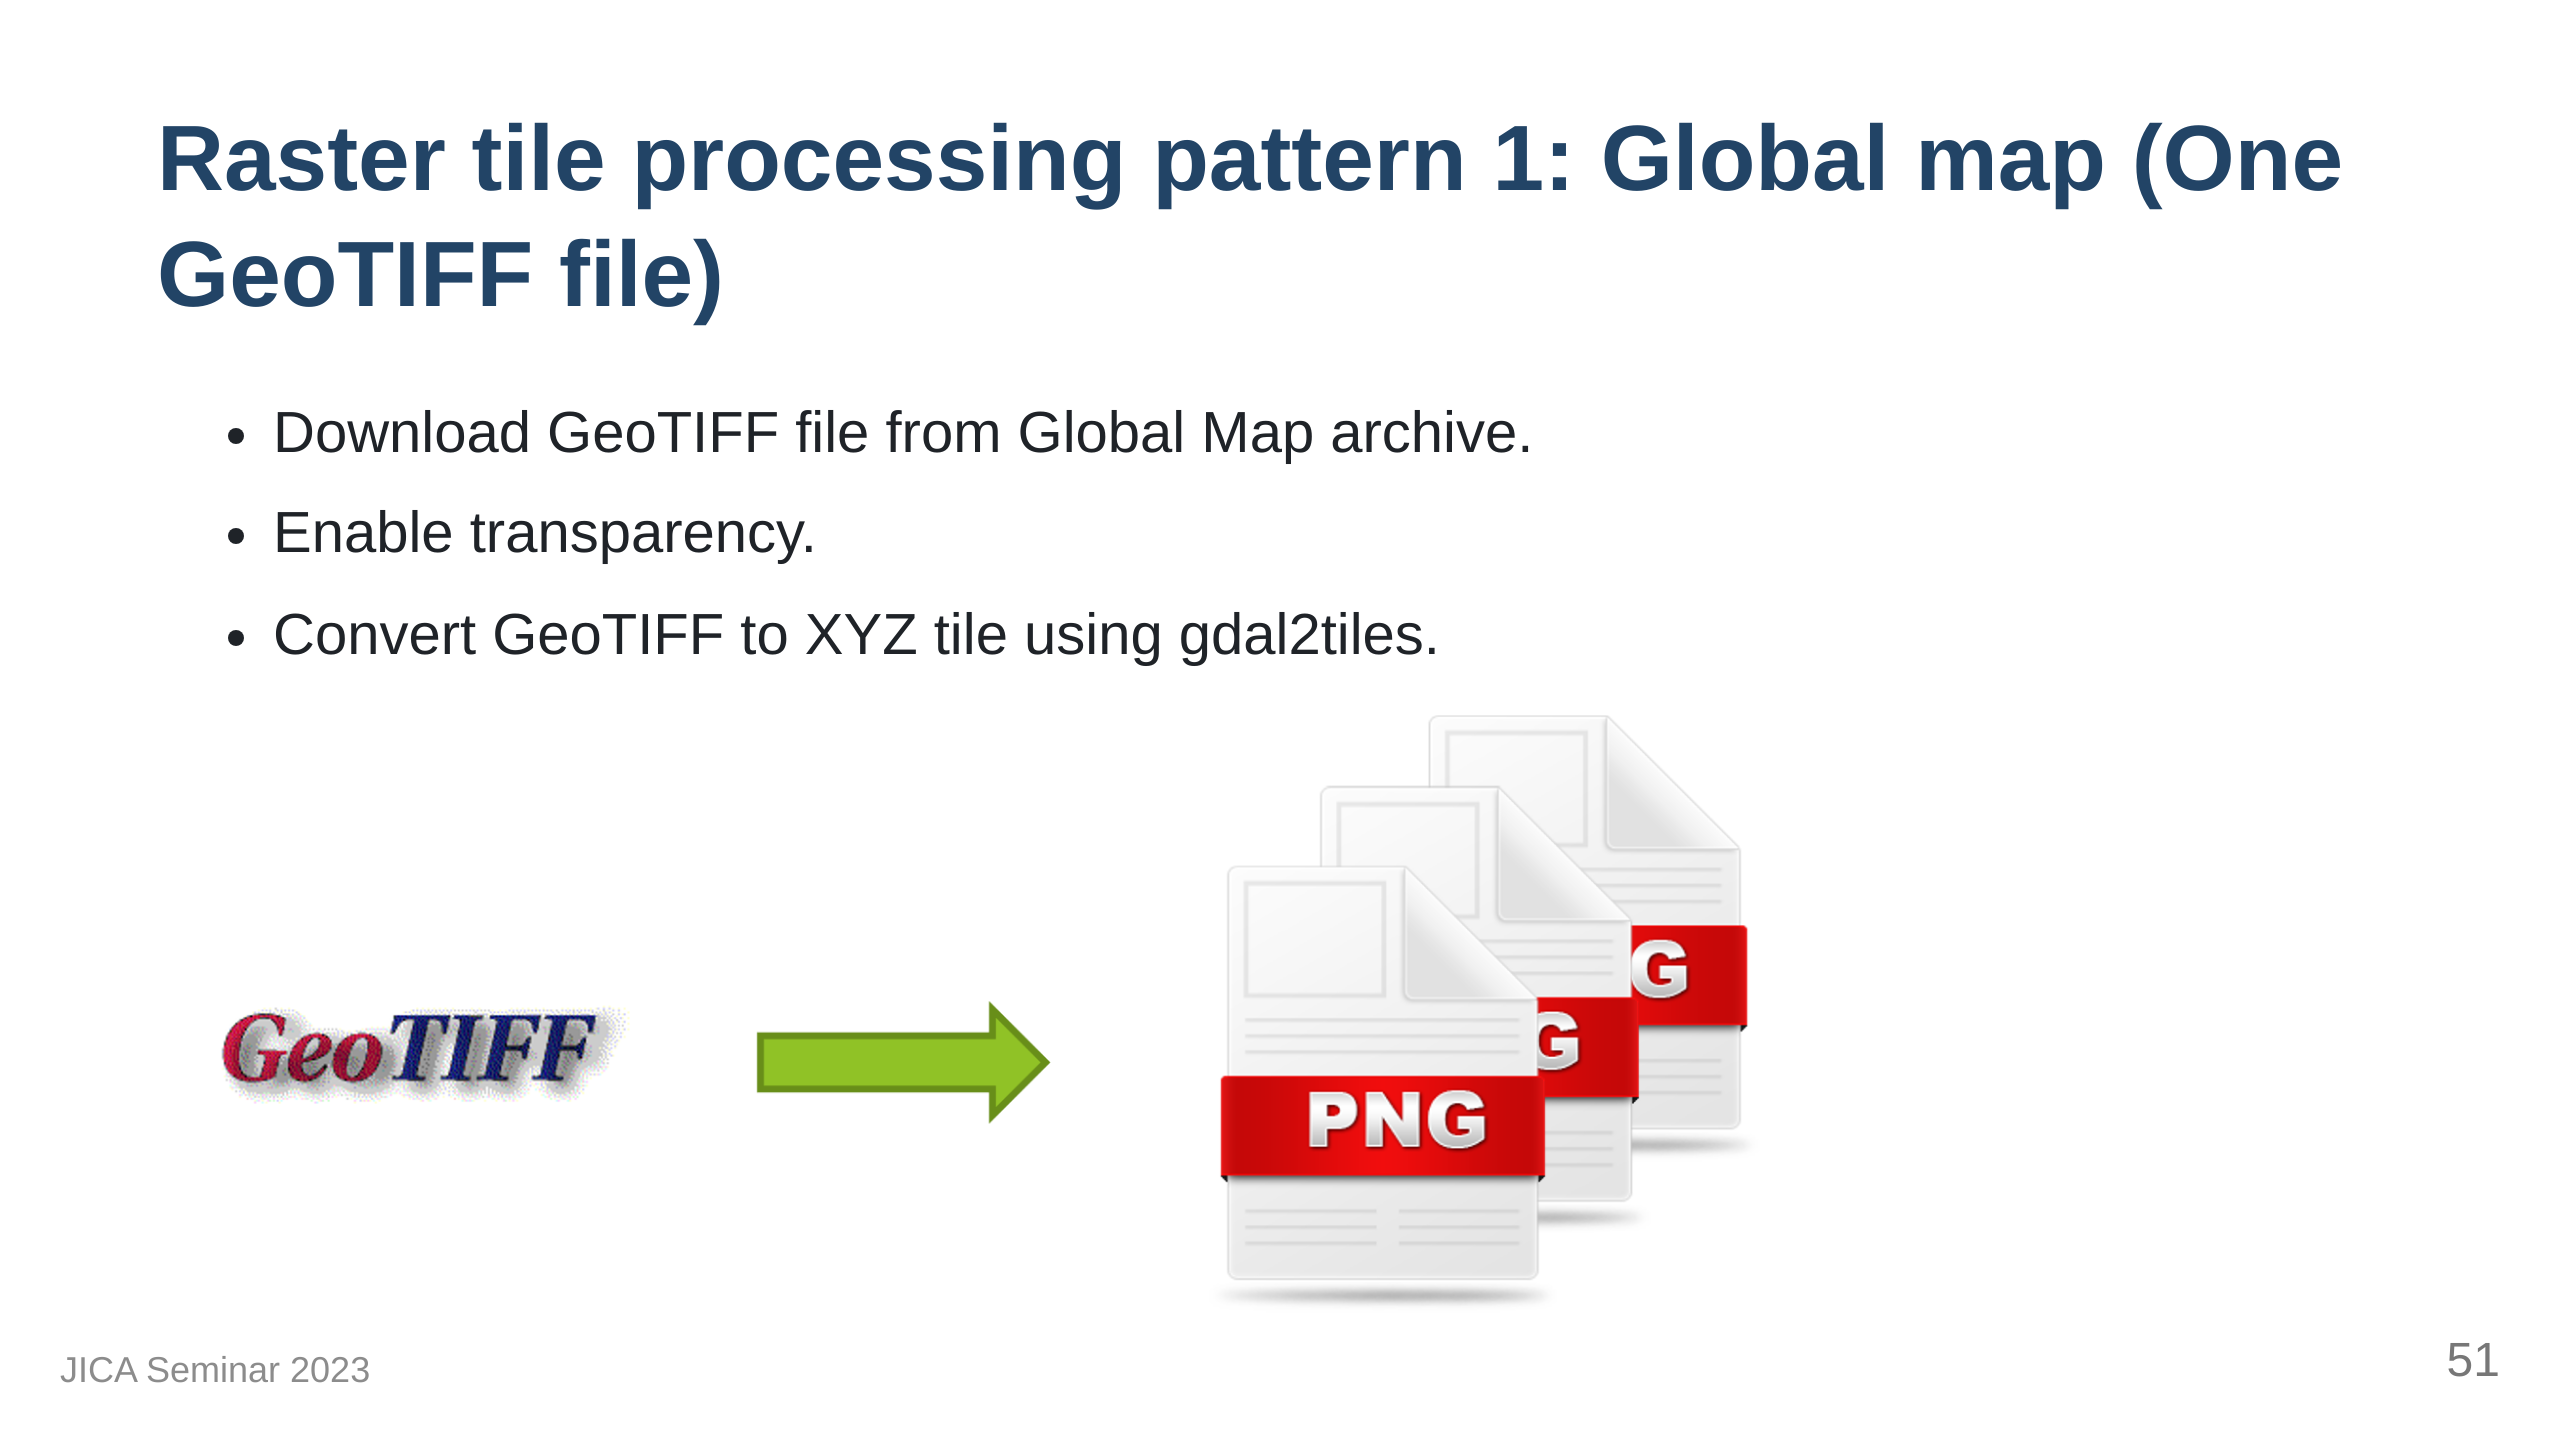 Raster tile processing pattern 1: Global map (One
GeoTIFF file)
• Download GeoTIFF file from Global Map archive.
• Enable transparency.
• Convert GeoTIFF to XYZ tile using gdal2tiles.
GeoTIFF
G
G
PNG
JICA Seminar 2023
51